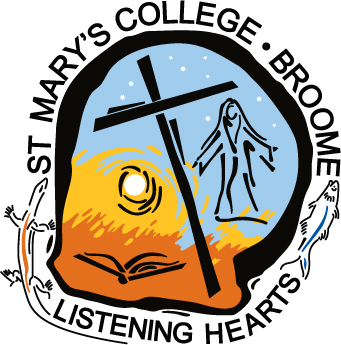 ST MARY'S COLLEGE • BROOME
LISTENING HEARTS